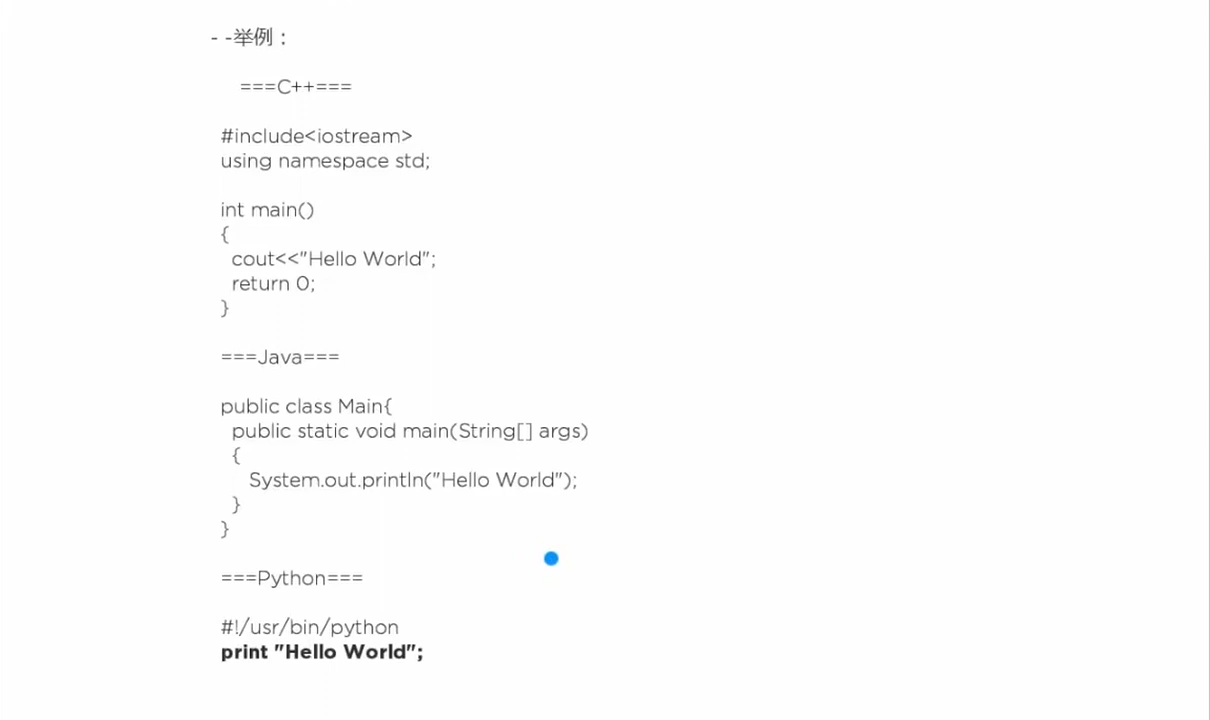 - -举例：
===C++===
#include<iostream>
using namespace std;
int main()
{
cout<<"Hello World";
return 0;
}
===Java===
public class Main{
public static void main(String[] args)
{
System.out.println("Hello World");
}
}
===Python===
#!/usr/bin/python
print "Hello World";